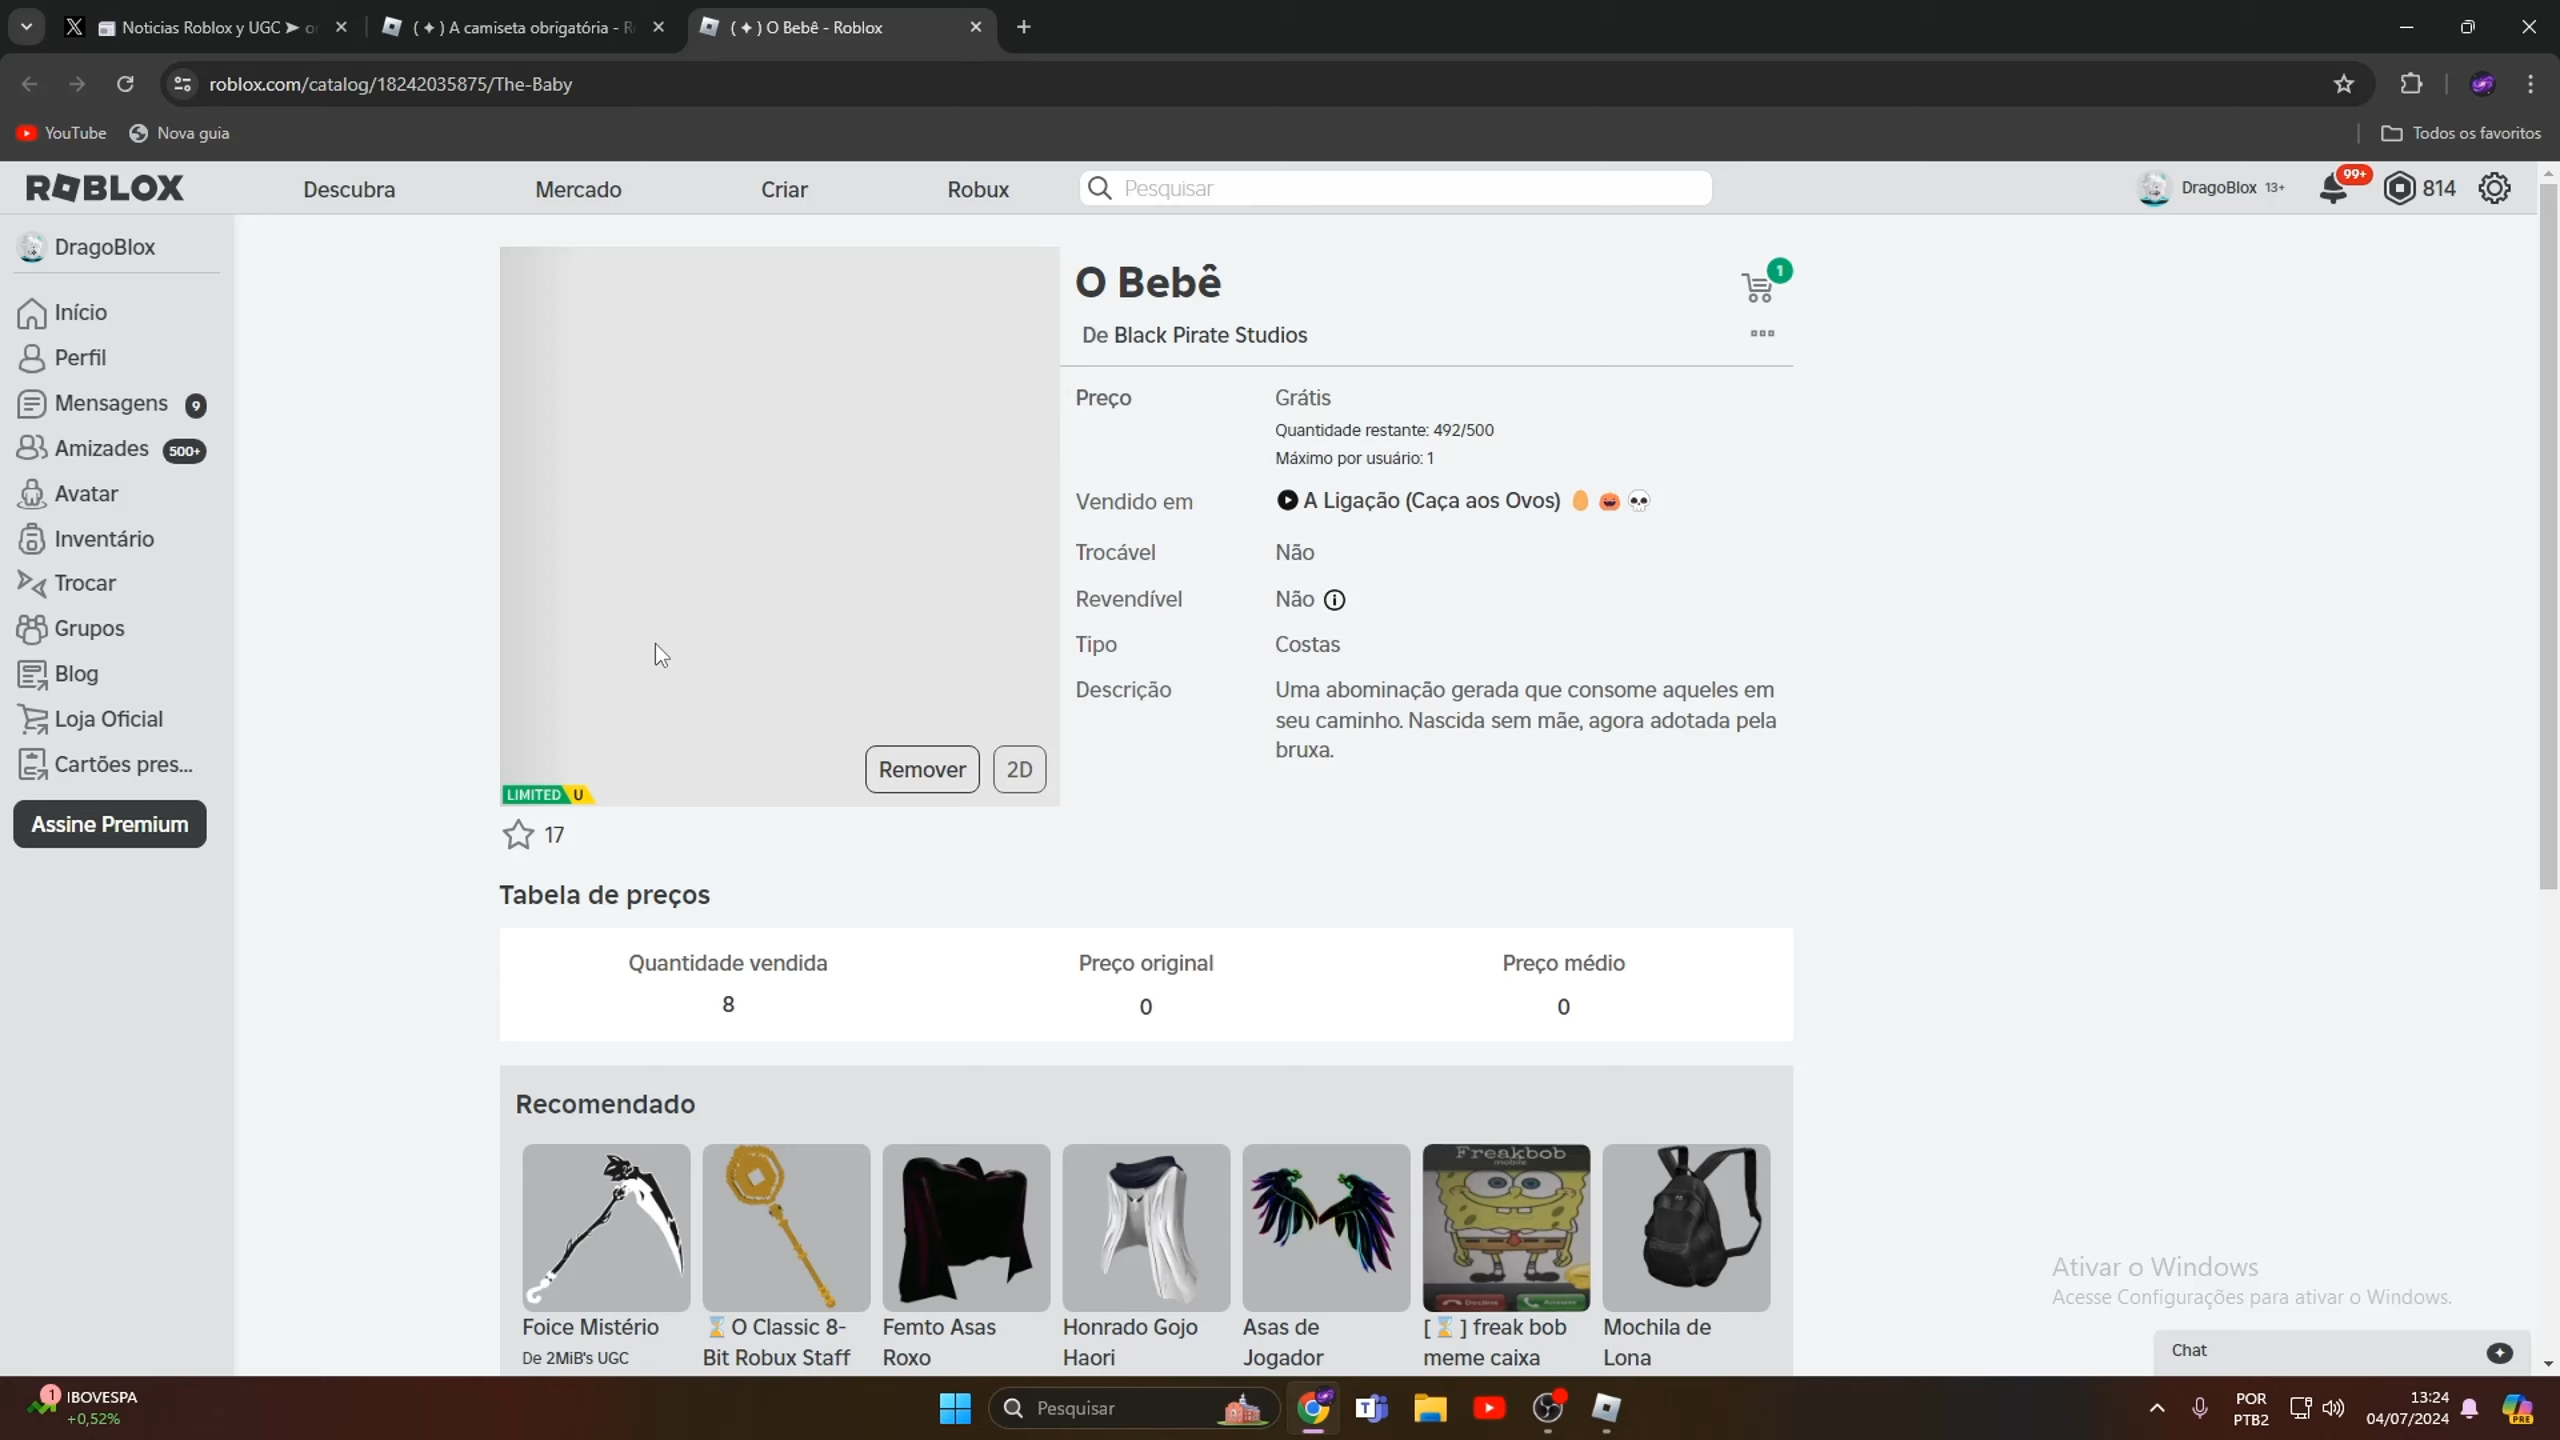 Noticias Roblox y UGC ➤ o
( ✦ ) A camiseta obrigatória - R
( ✦ ) O Bebê - Roblox
roblox.com/catalog/18242035875/The-Baby
YouTube
Nova guia
Todos os favoritos
ROBLOX
Descubra
Mercado
Criar
Robux
Pesquisar
DragoBlox 13+
99+
814
DragoBlox
Início
Perfil
Mensagens 9
Amizades 500+
Avatar
Inventário
Trocar
Grupos
Blog
Loja Oficial
Cartões pres...
Assine Premium
O Bebê
1
De Black Pirate Studios
Preço
Grátis
Quantidade restante: 492/500
Máximo por usuário: 1
Vendido em
A Ligação (Caça aos Ovos) 🥚 🎃 💀
Trocável
Não
Revendível
Não
Tipo
Costas
Descrição
Uma abominação gerada que consome aqueles em
seu caminho. Nascida sem mãe, agora adotada pela
bruxa.
Remover
2D
LIMITED U
17
Tabela de preços
Quantidade vendida
8
Preço original
0
Preço médio
0
Recomendado
Freakbob
mobile
Decline
Answer
Foice Mistério
De 2MiB's UGC
⌛O Classic 8-
Bit Robux Staff
Femto Asas
Roxo
Honrado Gojo
Haori
Asas de
Jogador
[⌛] freak bob
meme caixa
Mochila de
Lona
Ativar o Windows
Acesse Configurações para ativar o Windows.
Chat
1
IBOVESPA
+0,52%
Pesquisar
POR
PTB2
13:24
04/07/2024
PRE